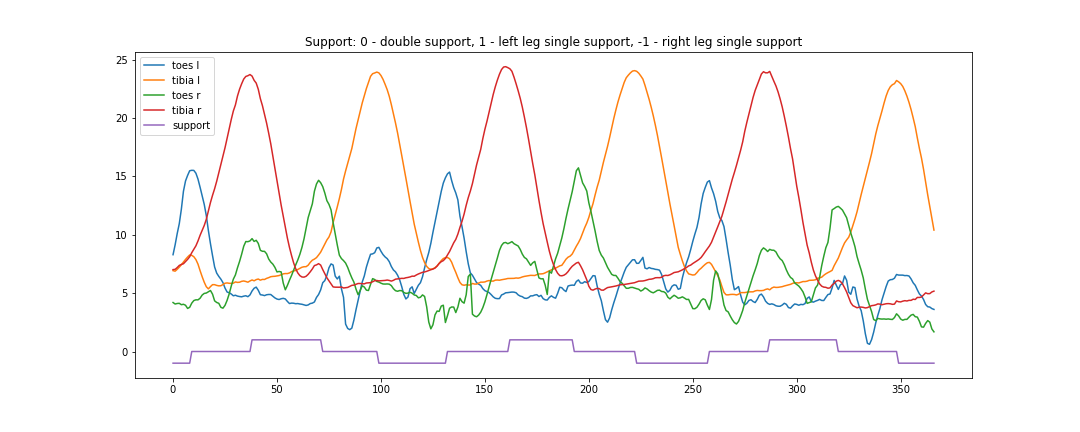 Support: 0 - double support, 1 - left leg single support, -1 - right leg single support
25
20
15
10
5
0
toes l
tibia l
toes r
tibia r
support
0 50 100 150 200 250 300 350